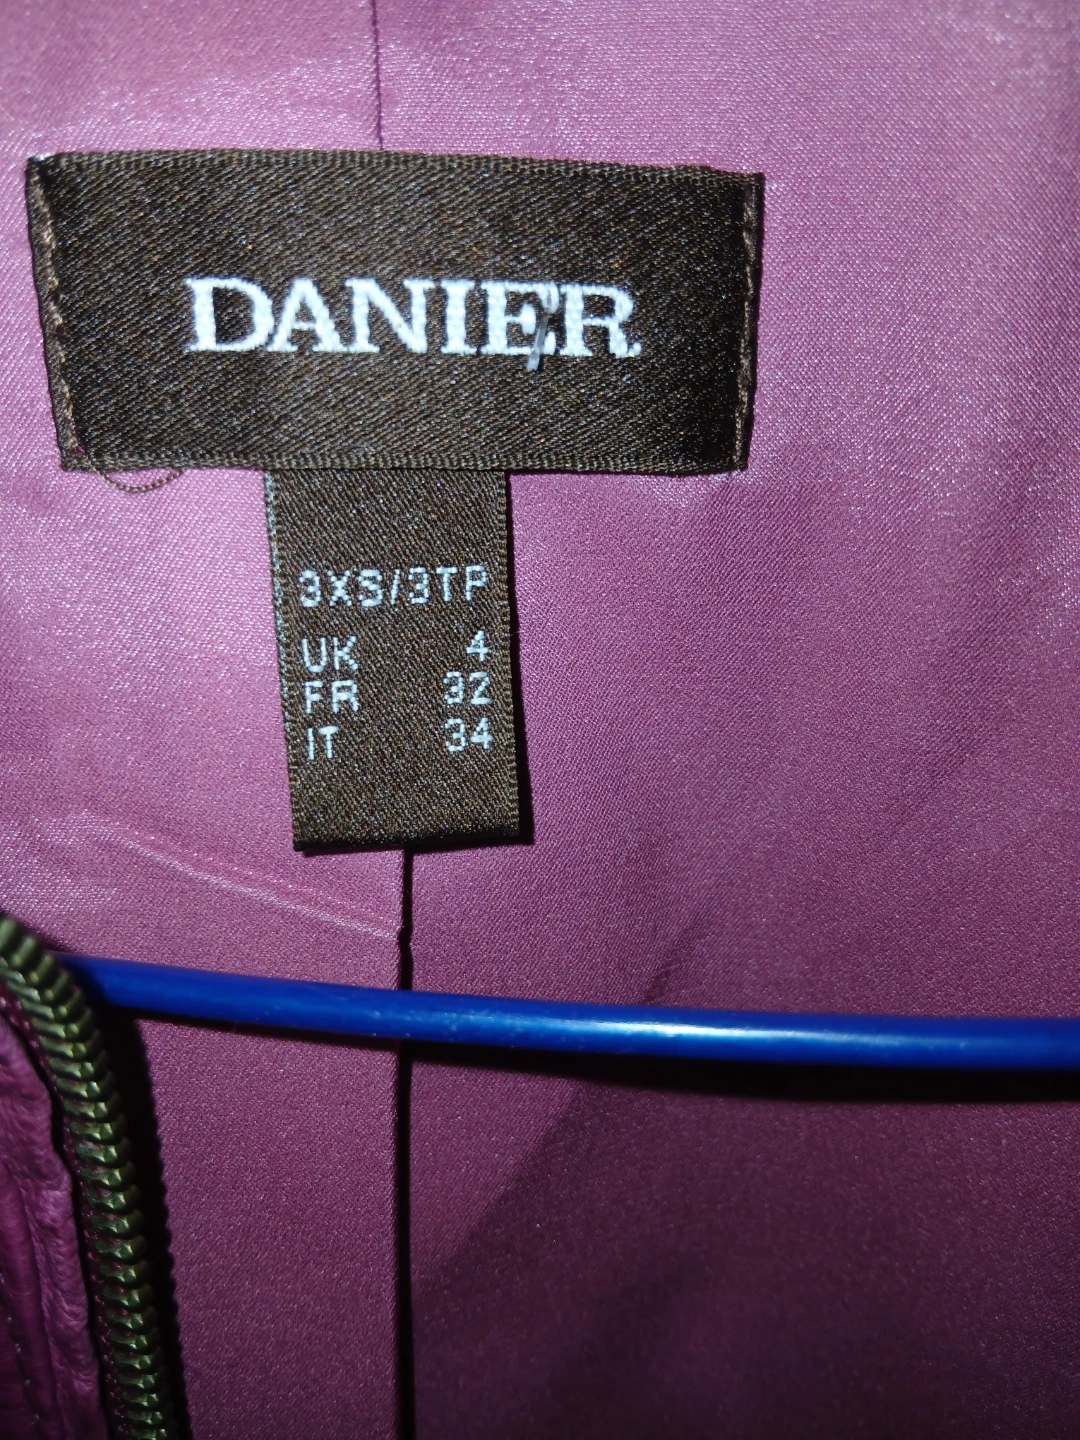 DANIER
3XS/3TP
UK 4
FR 32
IT 34